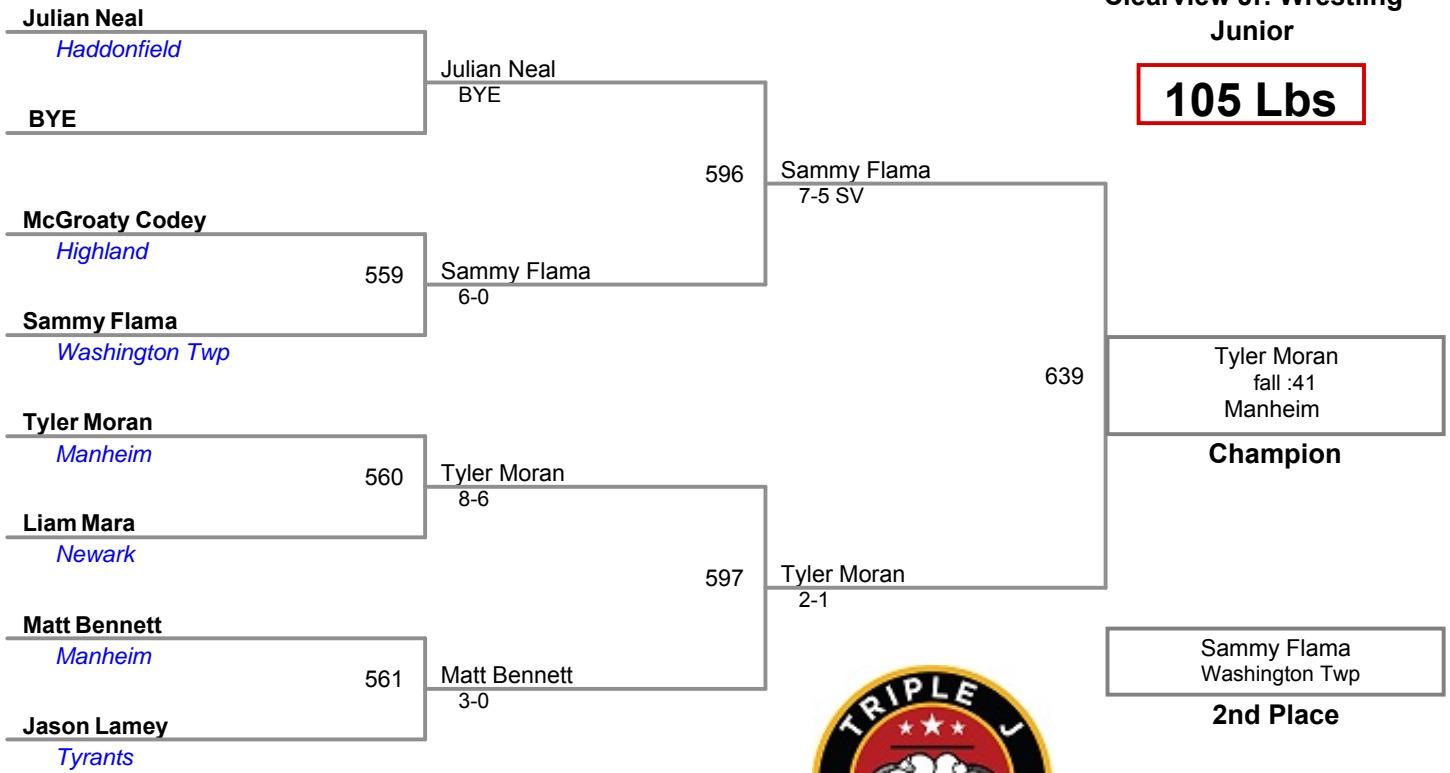 Clearview Jr. Wrestling
Junior
105 Lbs
Julian Neal
Haddonfield
BYE
McGroaty Codey
Highland
559
Sammy Flama
Washington Twp
Tyler Moran
Manheim
560
Liam Mara
Newark
Matt Bennett
Manheim
561
Jason Lamey
Tyrants
Julian Neal
BYE
596
Sammy Flama
6-0
Tyler Moran
8-6
597
Matt Bennett
3-0
Sammy Flama
7-5 SV
639
Tyler Moran
2-1
Tyler Moran
fall :41
Manheim
Champion
Sammy Flama
Washington Twp
2nd Place
TRIPLE J